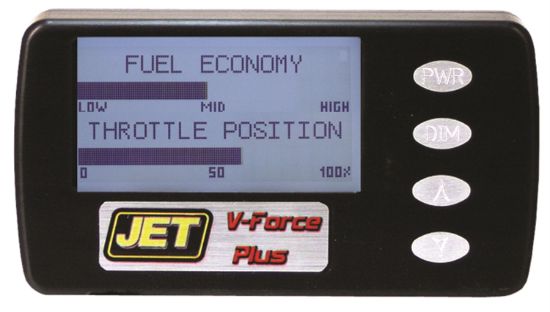 FUEL ECONOMY
LOW MID HIGH
THROTTLE POSITION
0 50 100%
PWR
DIM
JET V-Force
Plus